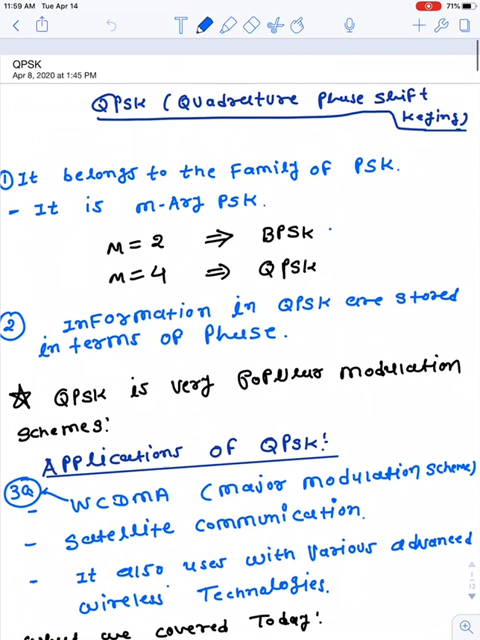 11:59 AM Tue Apr 14
71%
QPSK
Apr 8, 2020 at 1:45 PM
QPSK (Quadrature Phase Shift
Keying)
① It belongs to the Family of PSK.
- It is M-Ary PSK.
M = 2 ⇒ BPSK
M = 4 ⇒ QPSK
② Information in QPSK are stored
in terms of Phase.
☆ QPSK is very Popular modulation
schemes:
Applications of QPSK:
3G
- WCDMA (Major modulation scheme)
- Satellite communication.
- It also uses with various advanced
wireless Technologies.
What we covered Today:
1
12